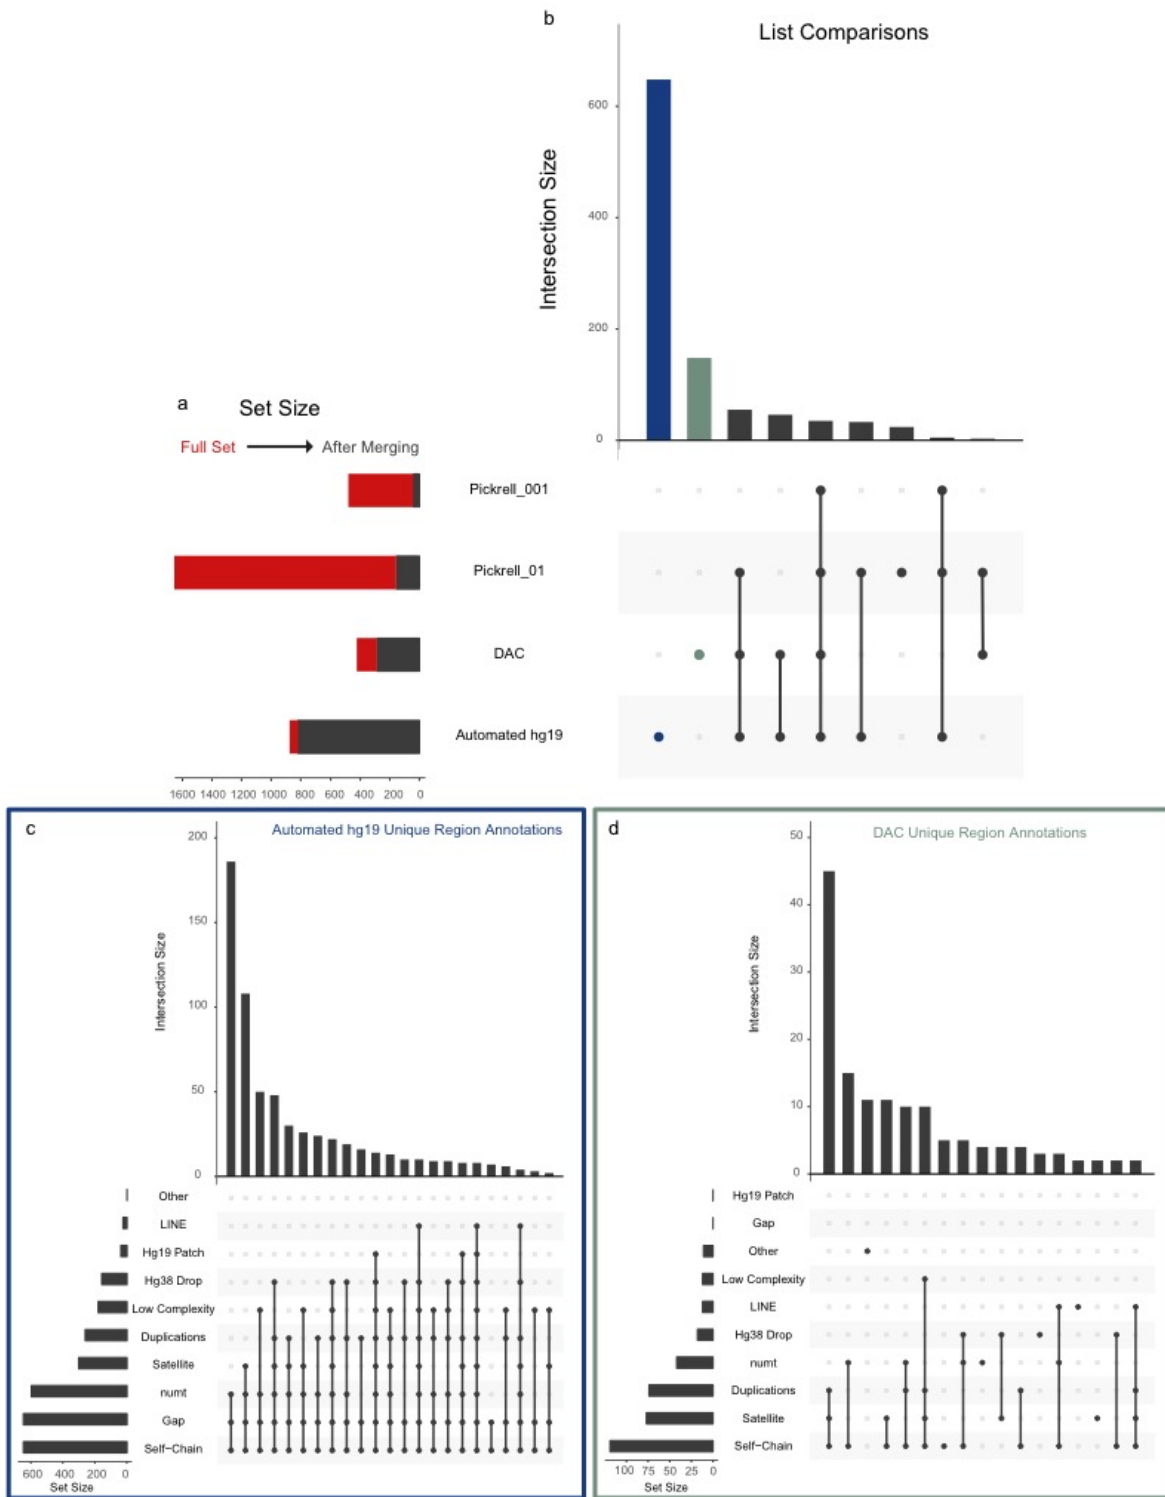 b
List Comparisons
Intersection Size
600
400
200
0
a
Set Size
Full Set
After Merging
Pickrell_001
Pickrell_01
DAC
Automated hg19
1600 1400 1200 1000 800 600 400 200 0
c
Automated hg19 Unique Region Annotations
Intersection Size
200
150
100
50
0
Other
LINE
Hg19 Patch
Hg38 Drop
Low Complexity
Duplications
Satellite
numt
Gap
Self-Chain
600 400 200 0
Set Size
d
DAC Unique Region Annotations
Intersection Size
50
40
30
20
10
0
Hg19 Patch
Gap
Other
Low Complexity
LINE
Hg38 Drop
numt
Duplications
Satellite
Self-Chain
100 75 50 25 0
Set Size